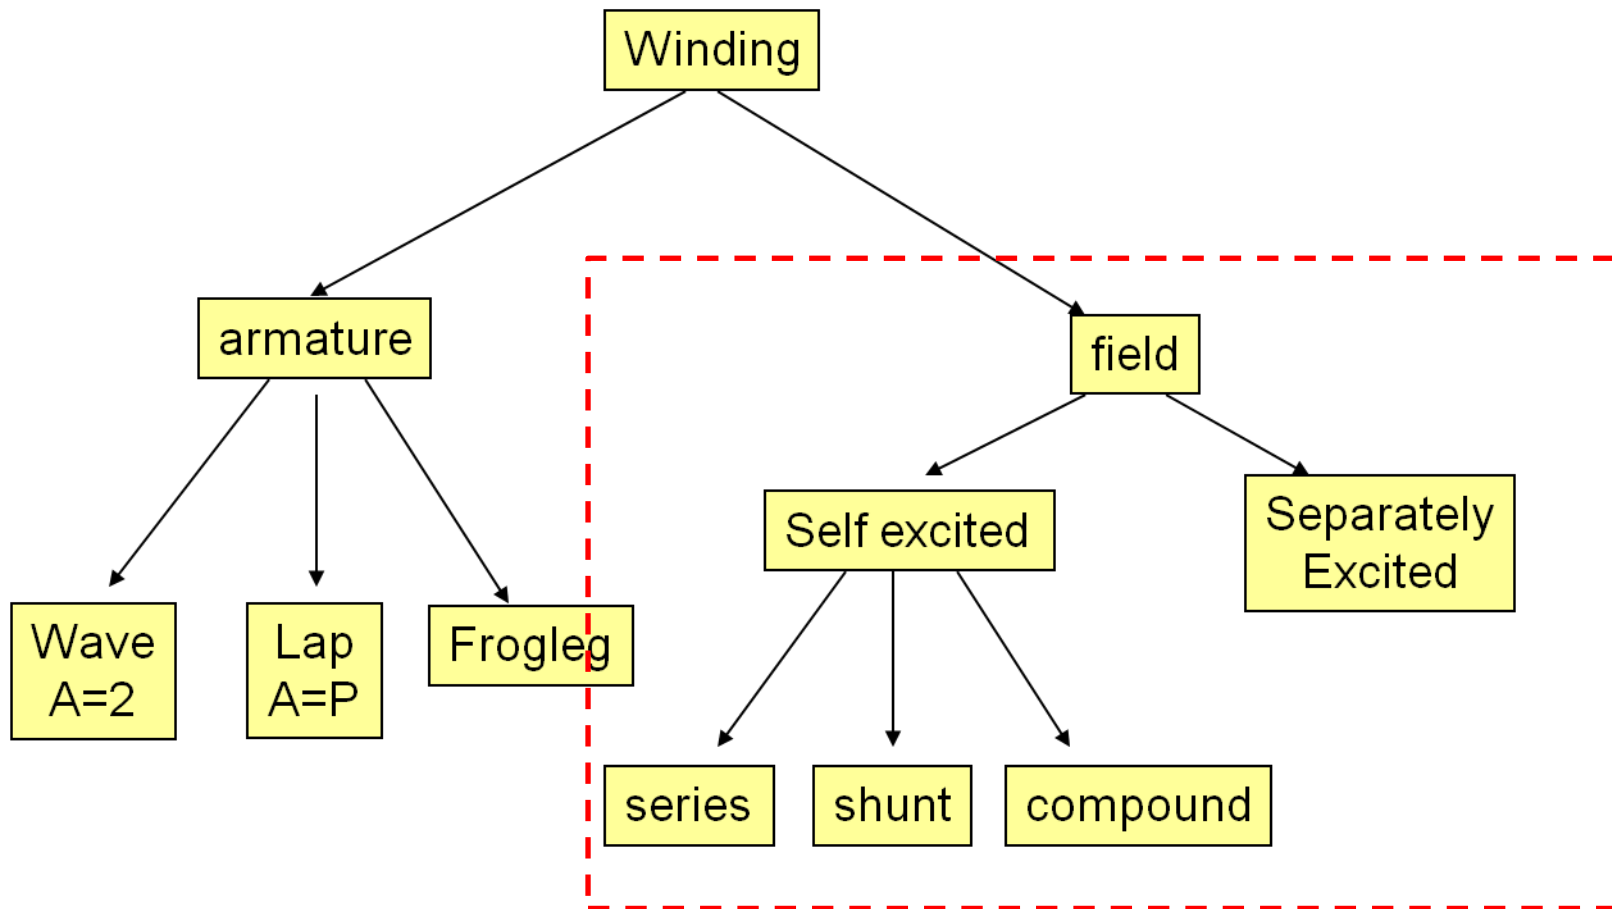 Winding
armature
field
Self excited
Separately
Excited
Wave
A=2
Lap
A=P
Frogleg
series
shunt
compound